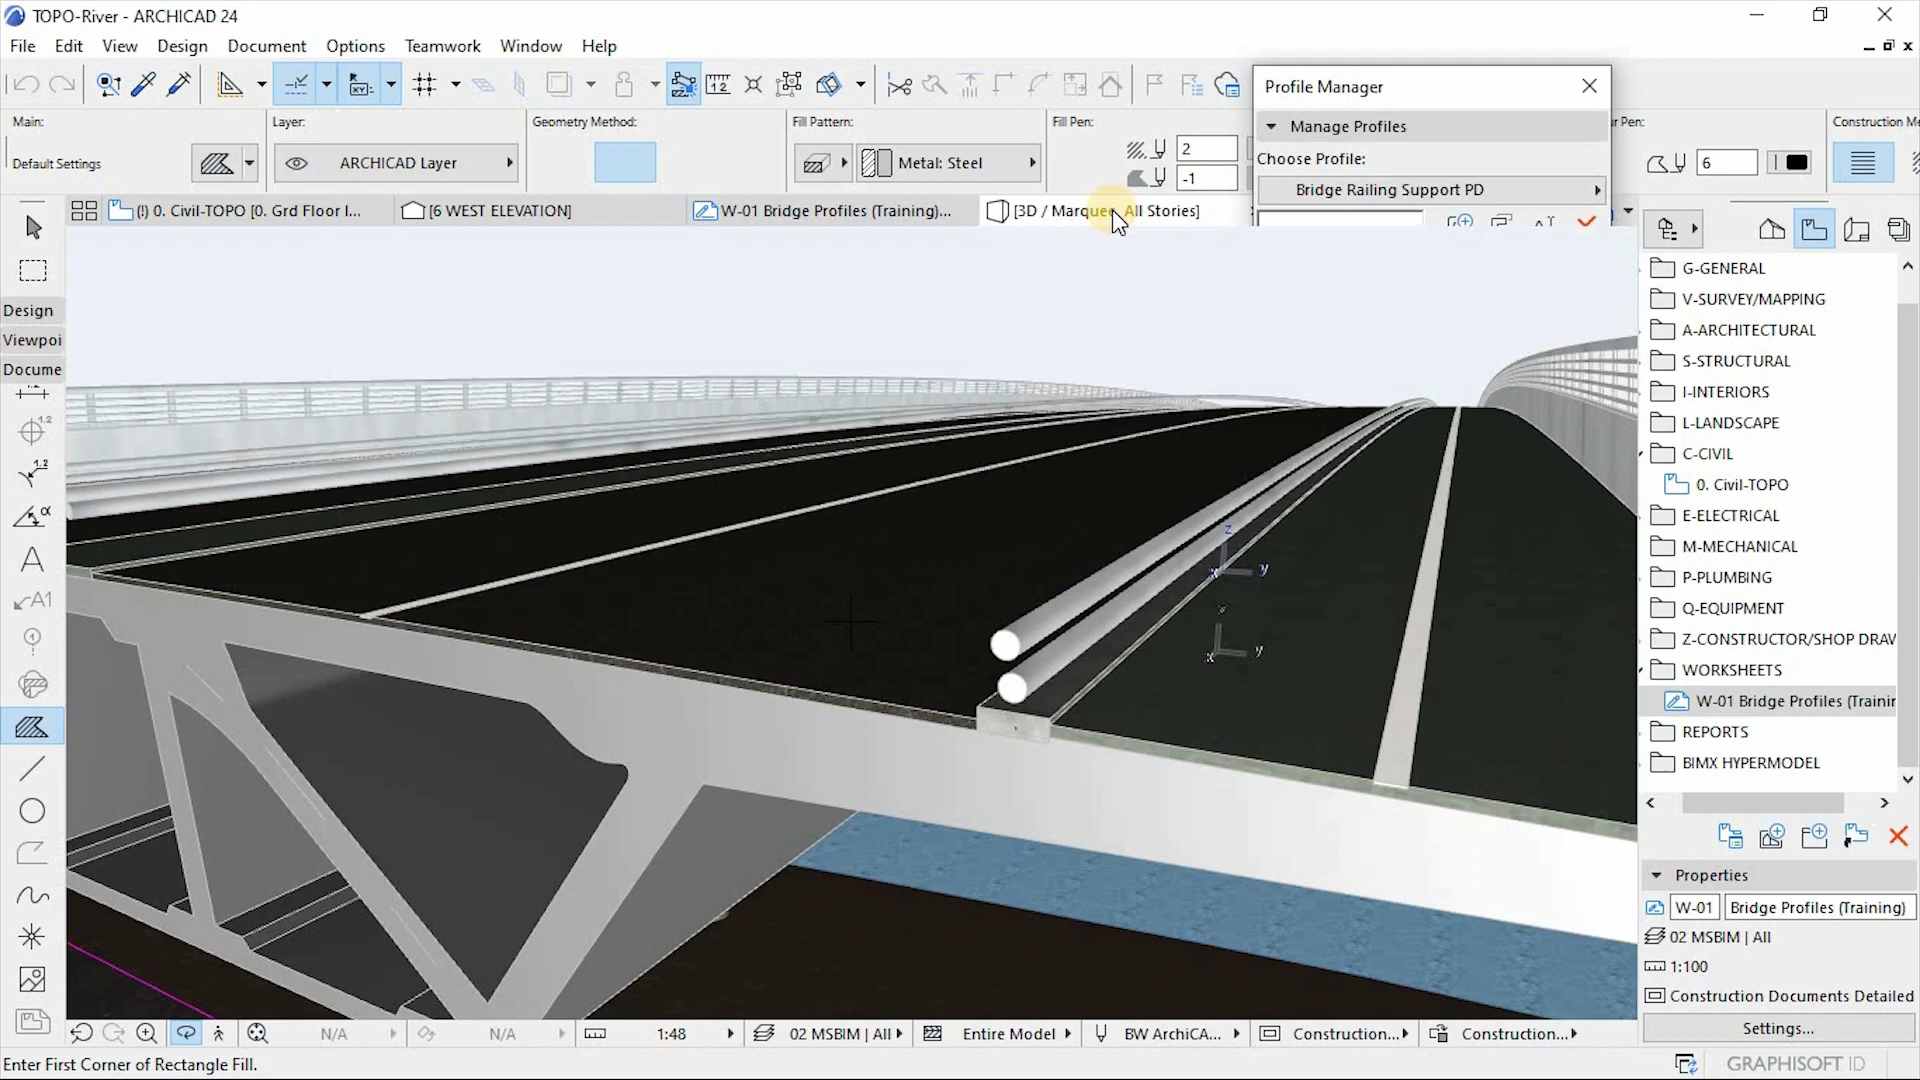 TOPO-River - ARCHICAD 24
File Edit View Design Document Options Teamwork Window Help
Profile Manager
Manage Profiles
Choose Profile:
Bridge Railing Support PD
Main:
Default Settings
Layer:
ARCHICAD Layer
Geometry Method:
Fill Pattern:
Metal: Steel
Fill Pen:
2
-1
r Pen:
6
Construction Me
(!) 0. Civil-TOPO [0. Grd Floor I...
[6 WEST ELEVATION]
W-01 Bridge Profiles (Training)...
[3D / Marquee, All Stories]
Design
Viewpoi
Docume
G-GENERAL
V-SURVEY/MAPPING
A-ARCHITECTURAL
S-STRUCTURAL
I-INTERIORS
L-LANDSCAPE
C-CIVIL
0. Civil-TOPO
E-ELECTRICAL
M-MECHANICAL
P-PLUMBING
Q-EQUIPMENT
Z-CONSTRUCTOR/SHOP DRAW
WORKSHEETS
W-01 Bridge Profiles (Trainin
REPORTS
BIMX HYPERMODEL
Properties
W-01 Bridge Profiles (Training)
02 MSBIM | All
1:100
Construction Documents Detailed
Settings...
z
x y
x y
N/A
N/A
1:48
02 MSBIM | All
Entire Model
BW ArchiCA...
Construction...
Construction...
Enter First Corner of Rectangle Fill.
GRAPHISOFT ID